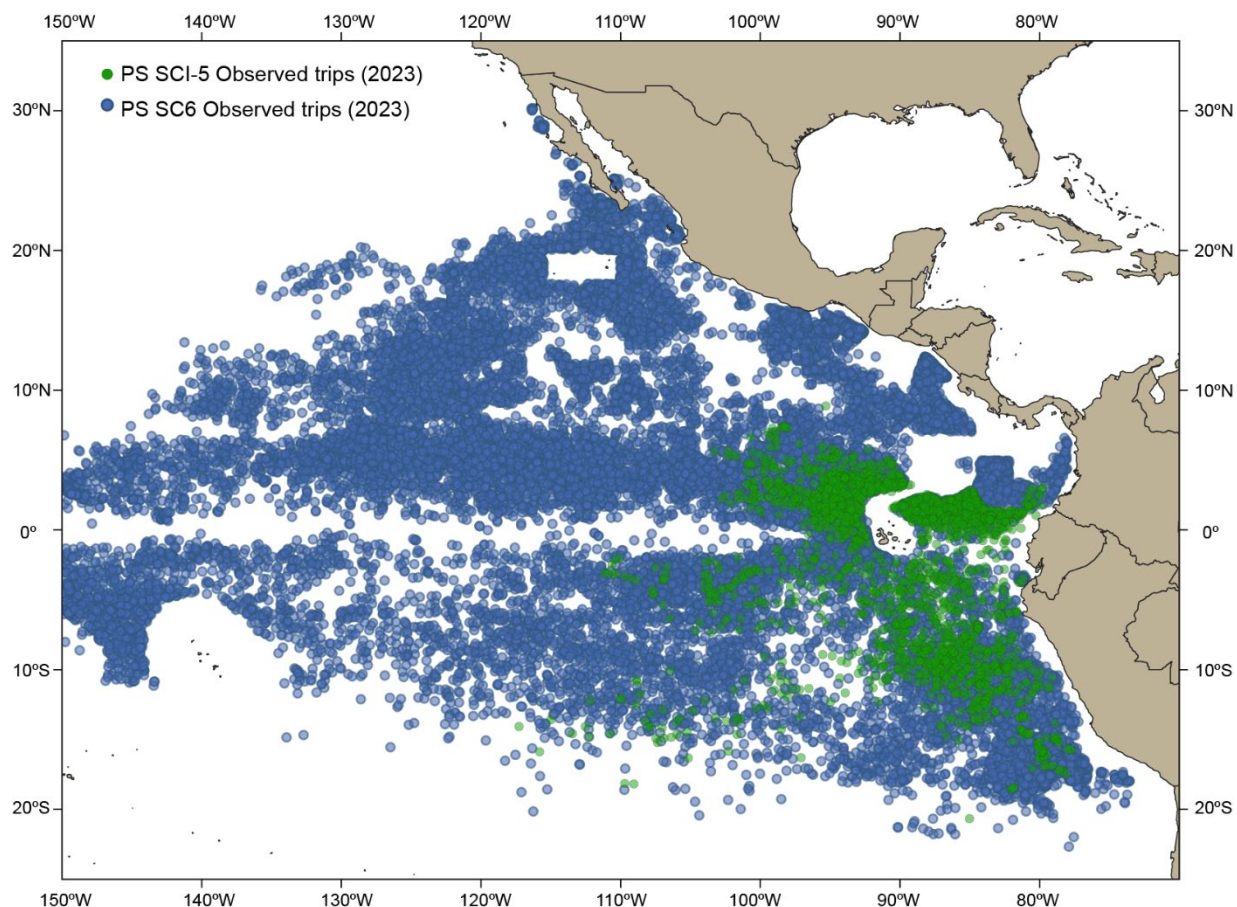 150ºW 140ºW 130ºW 120ºW 110ºW 100ºW 90ºW 80ºW
PS SCI-5 Observed trips (2023)
30ºN 30ºN
PS SC6 Observed trips (2023)
20ºN 20ºN
10ºN 10ºN
0º 0º
10ºS 10ºS
20ºS 20ºS
150ºW 140ºW 130ºW 120ºW 110ºW 100ºW 90ºW 80ºW